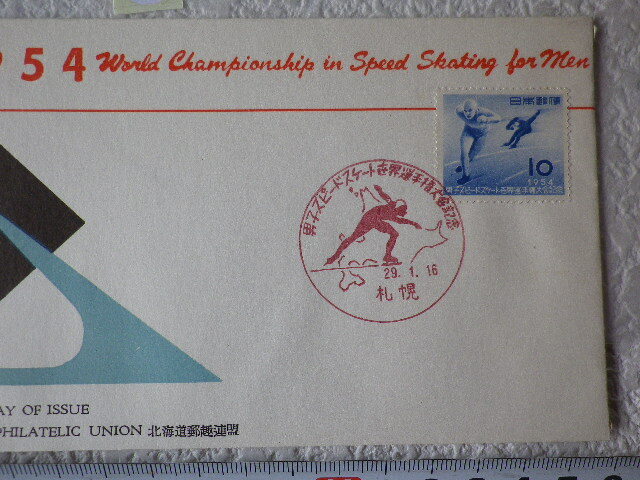 954 World Championship in Speed Skating for Men
日本郵便
10
1954
男子スピードスケート世界選手権大会記念
男子スピードスケート世界選手権大会記念
29.1.16
札幌
AY OF ISSUE
PHILATELIC UNION 北海道郵趣連盟